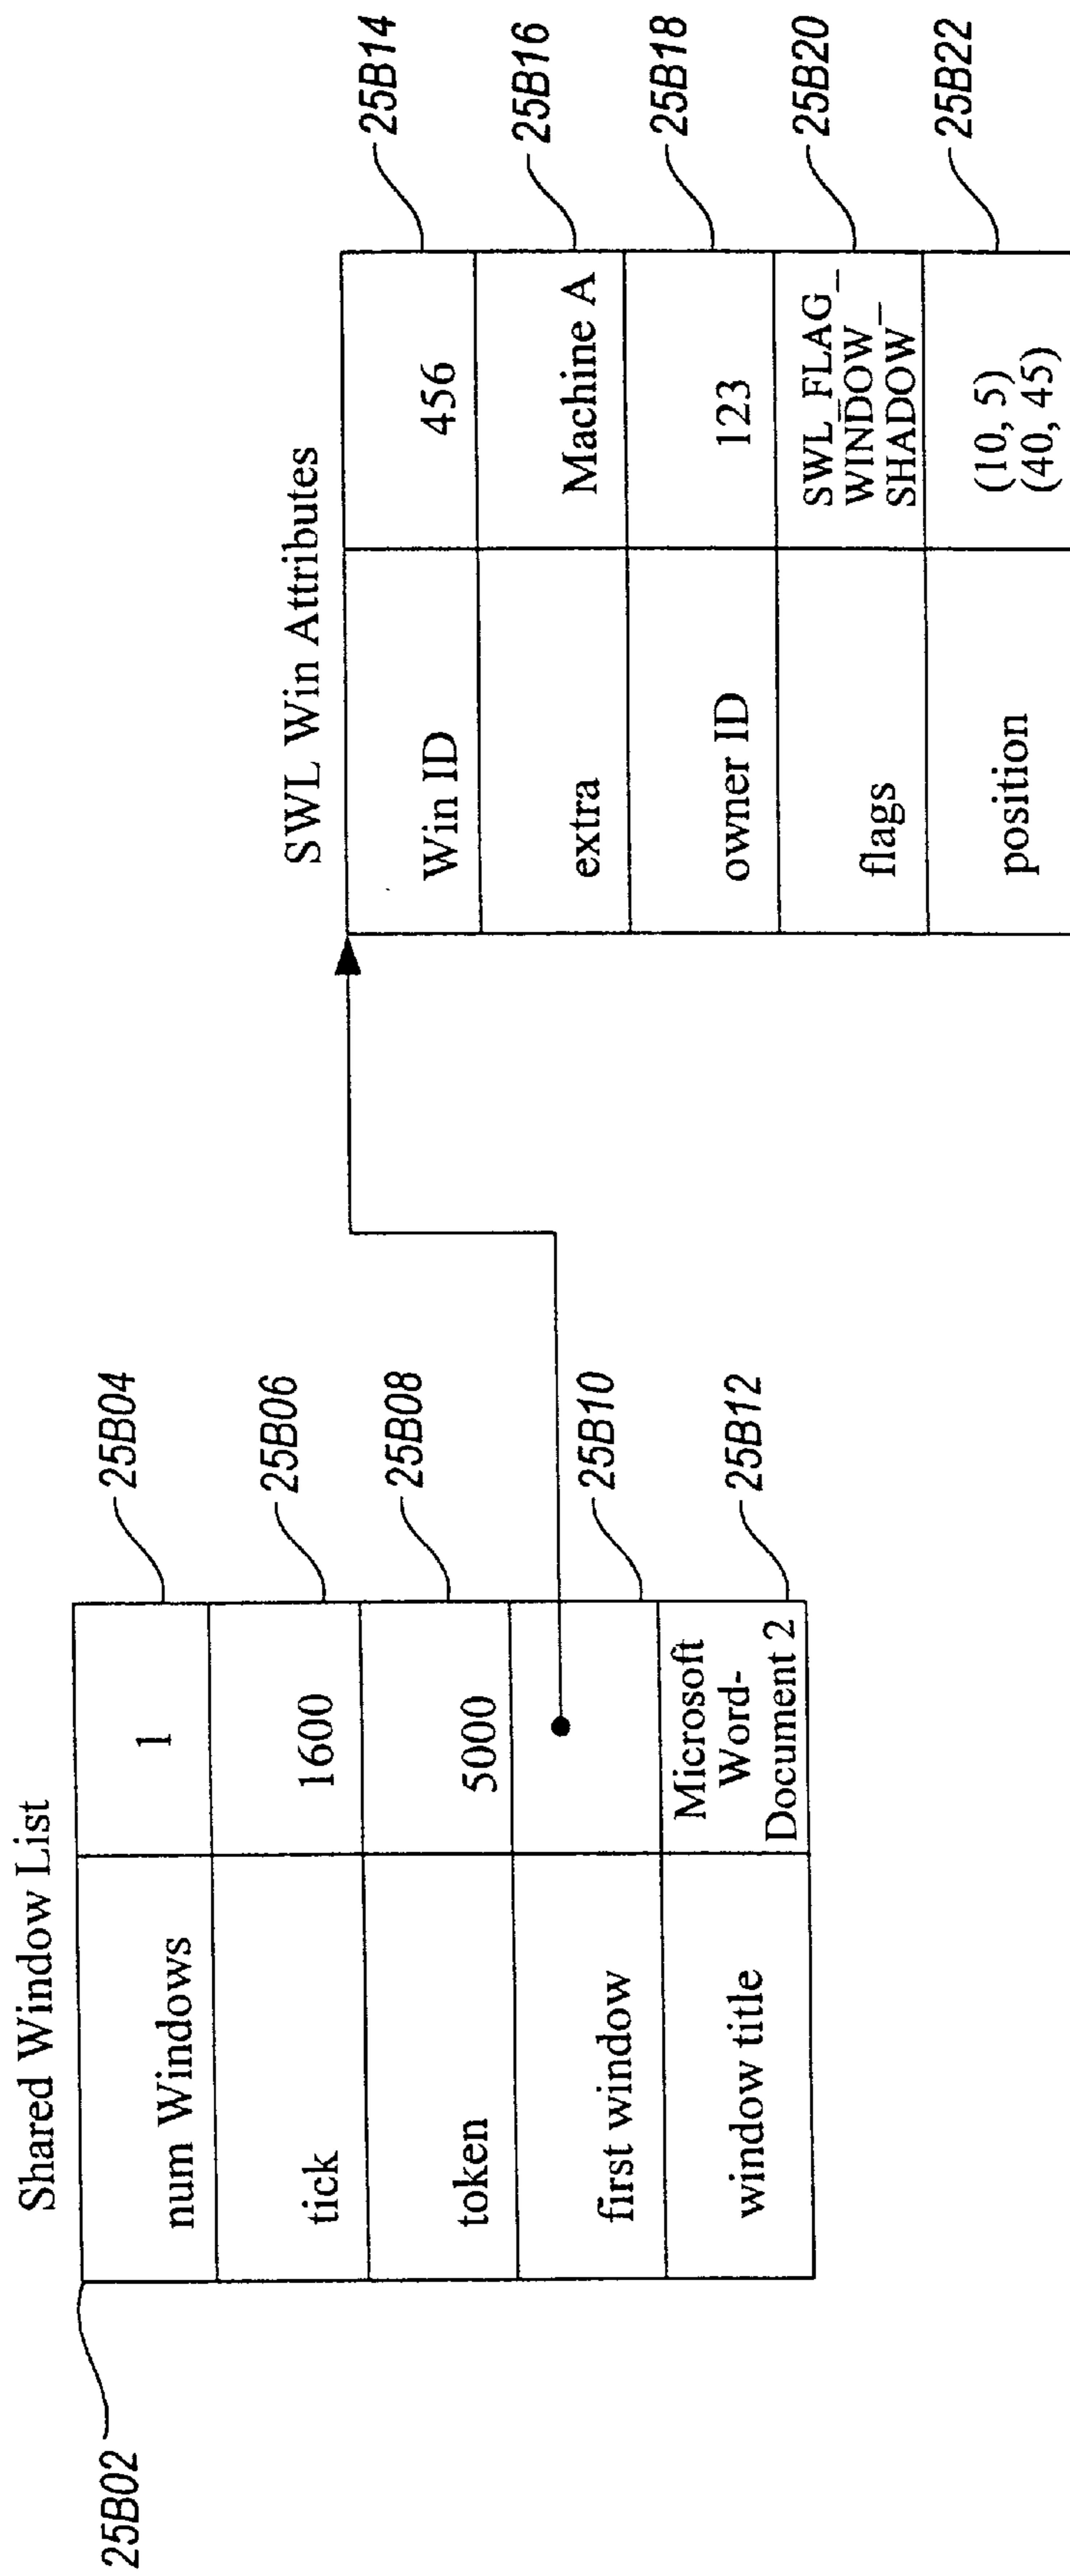 Shared Window List
25B02
num Windows 1 25B04
tick 1600 25B06
token 5000 25B08
first window 25B10
window title Microsoft
Word-
Document 2 25B12
SWL Win Attributes
Win ID 456 25B14
extra Machine A 25B16
owner ID 123 25B18
flags SWL_FLAG_
WINDOW_
SHADOW 25B20
position (10, 5)
(40, 45) 25B22